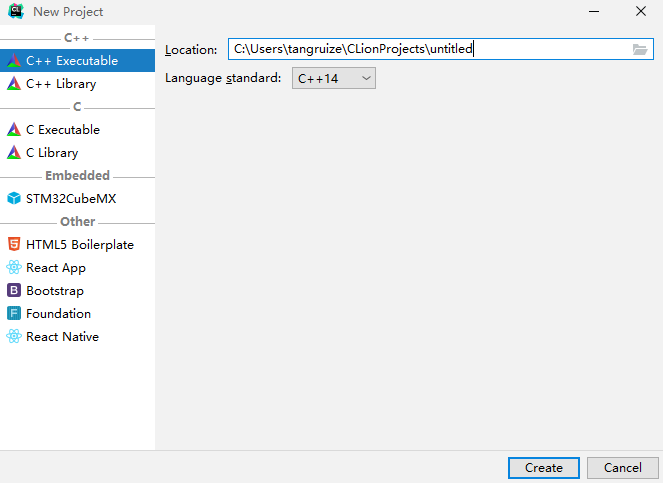 CL New Project
C++
C++ Executable
C++ Library
C
C Executable
C Library
Embedded
STM32CubeMX
Other
HTML5 Boilerplate
React App
B Bootstrap
F Foundation
React Native
Location: C:\Users\tangruize\CLionProjects\untitled
Language standard: C++14
Create Cancel